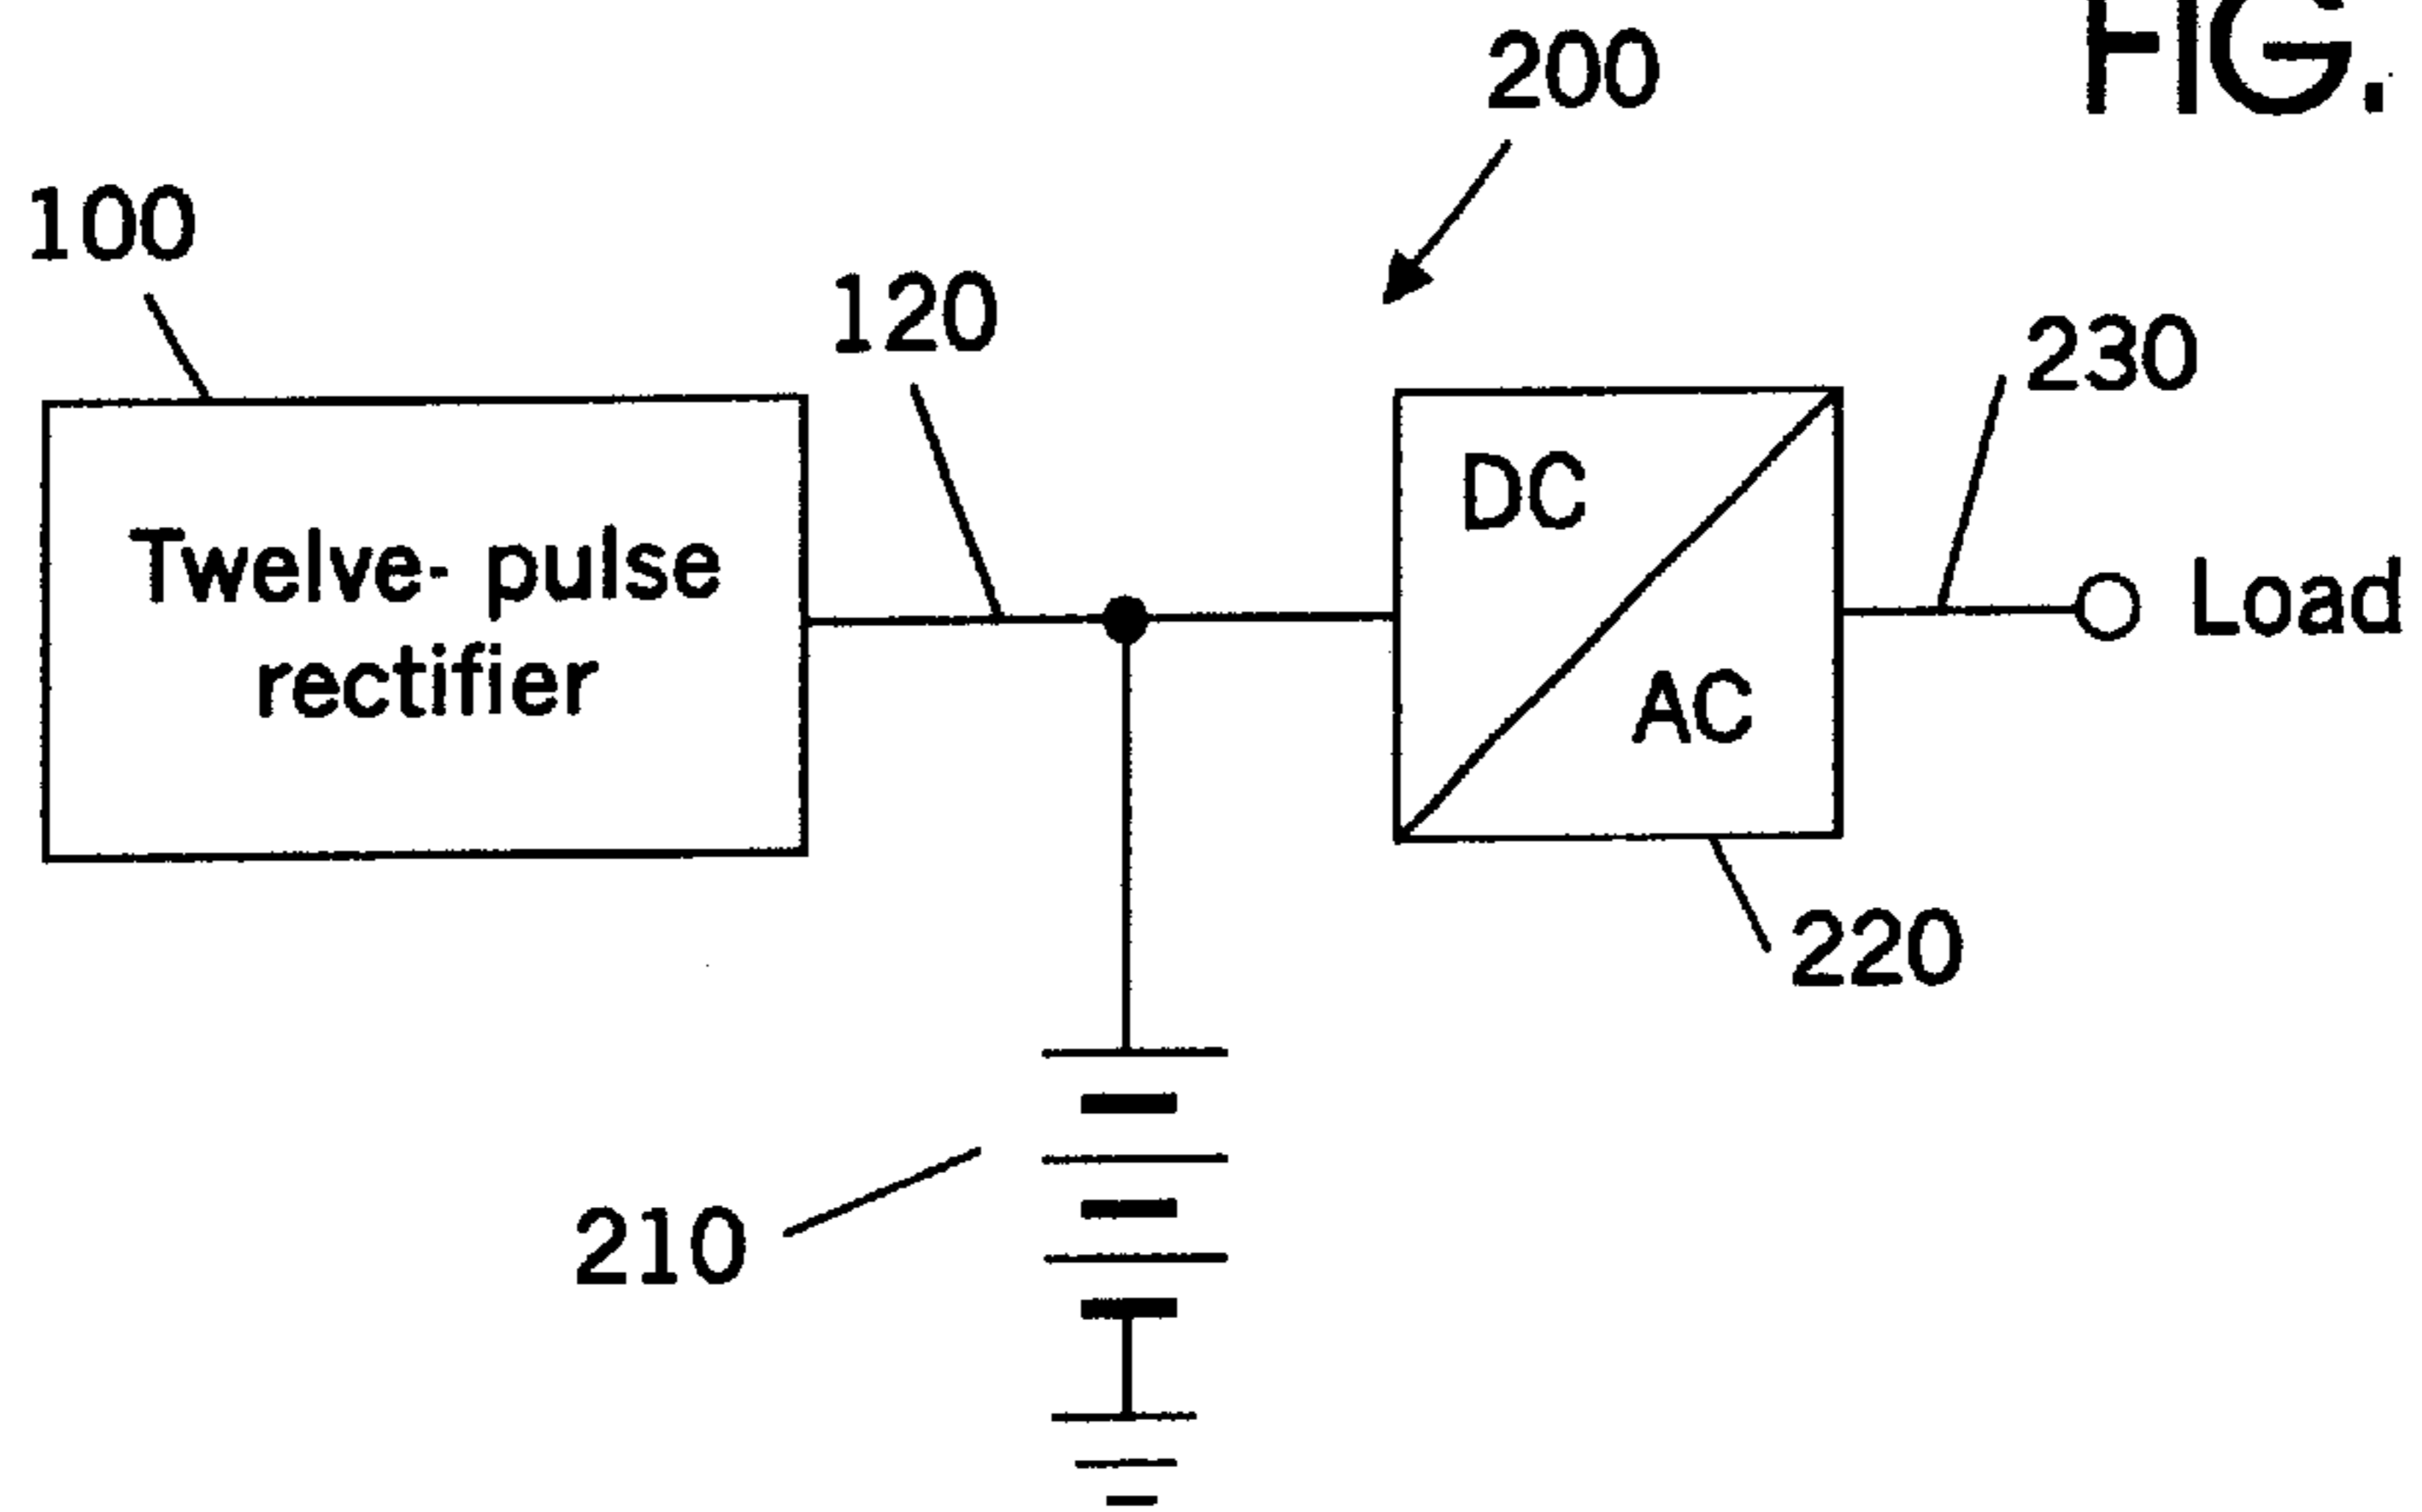 FIG.
200
100
120
230
DC
Twelve- pulse
rectifier
Load
AC
220
210